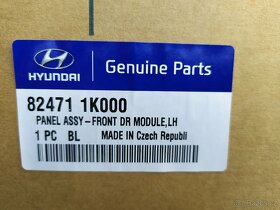 HYUNDAI
Genuine Parts
82471 1K000
PANEL ASSY-FRONT DR MODULE,LH
1 PC BL MADE IN Czech Republi